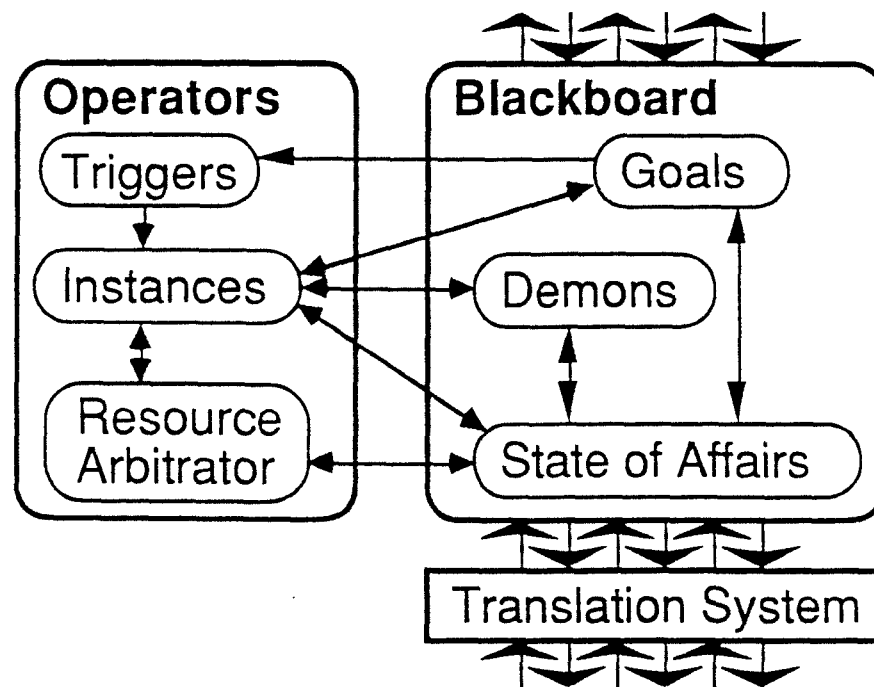 Operators
Triggers
Instances
Resource
Arbitrator
Blackboard
Goals
Demons
State of Affairs
Translation System